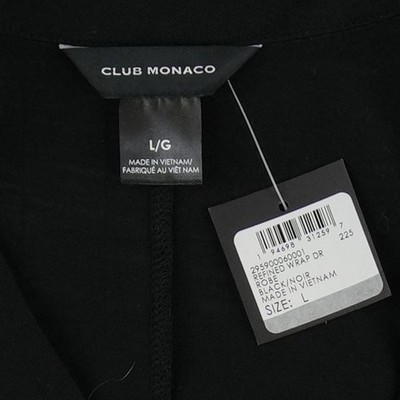 CLUB MONACO
L/G
MADE IN VIETNAM/
FABRIQUÉ AU VIÊT NAM
1 94698 31259 7
225
295900060001
REFINED WRAP DR
ROBE
BLACK/NOIR
MADE IN VIETNAM
SIZE: L